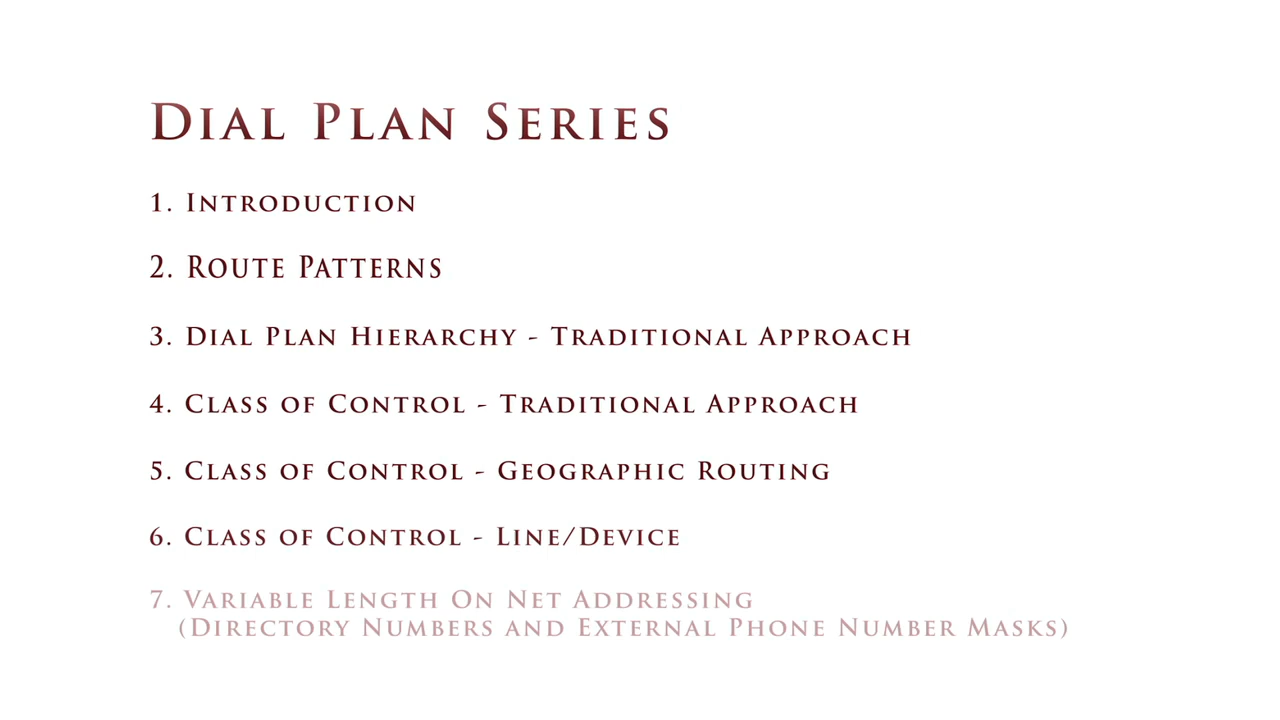 Dial Plan Series
1. Introduction
2. Route Patterns
3. Dial Plan Hierarchy - Traditional Approach
4. Class of Control - Traditional Approach
5. Class of Control - Geographic Routing
6. Class of Control - Line/Device
7. Variable Length On Net Addressing
(Directory Numbers and External Phone Number Masks)